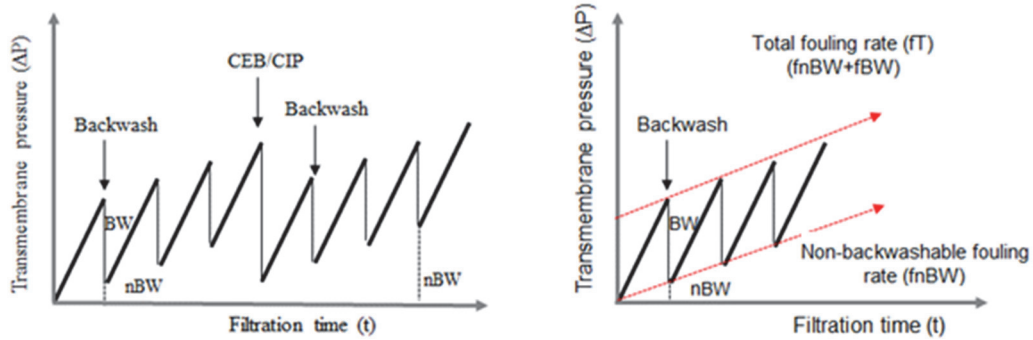 Transmembrane pressure (ΔP)
CEB/CIP
Backwash
Backwash
BW
nBW
nBW
Filtration time (t)
Transmembrane pressure (ΔP)
Total fouling rate (fT)
(fnBW+fBW)
Backwash
BW
nBW
Non-backwashable fouling
rate (fnBW)
Filtration time (t)